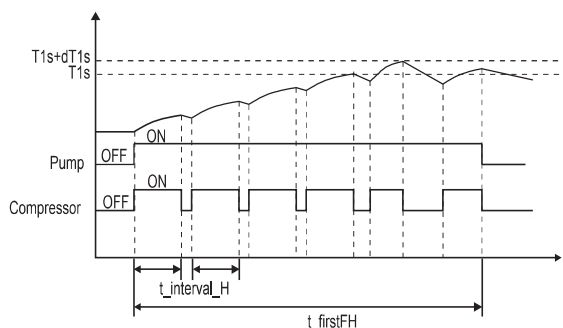 T1s+dT1s
T1s
ON
Pump
OFF
ON
Compressor
OFF
t_interval_H
t_firstFH